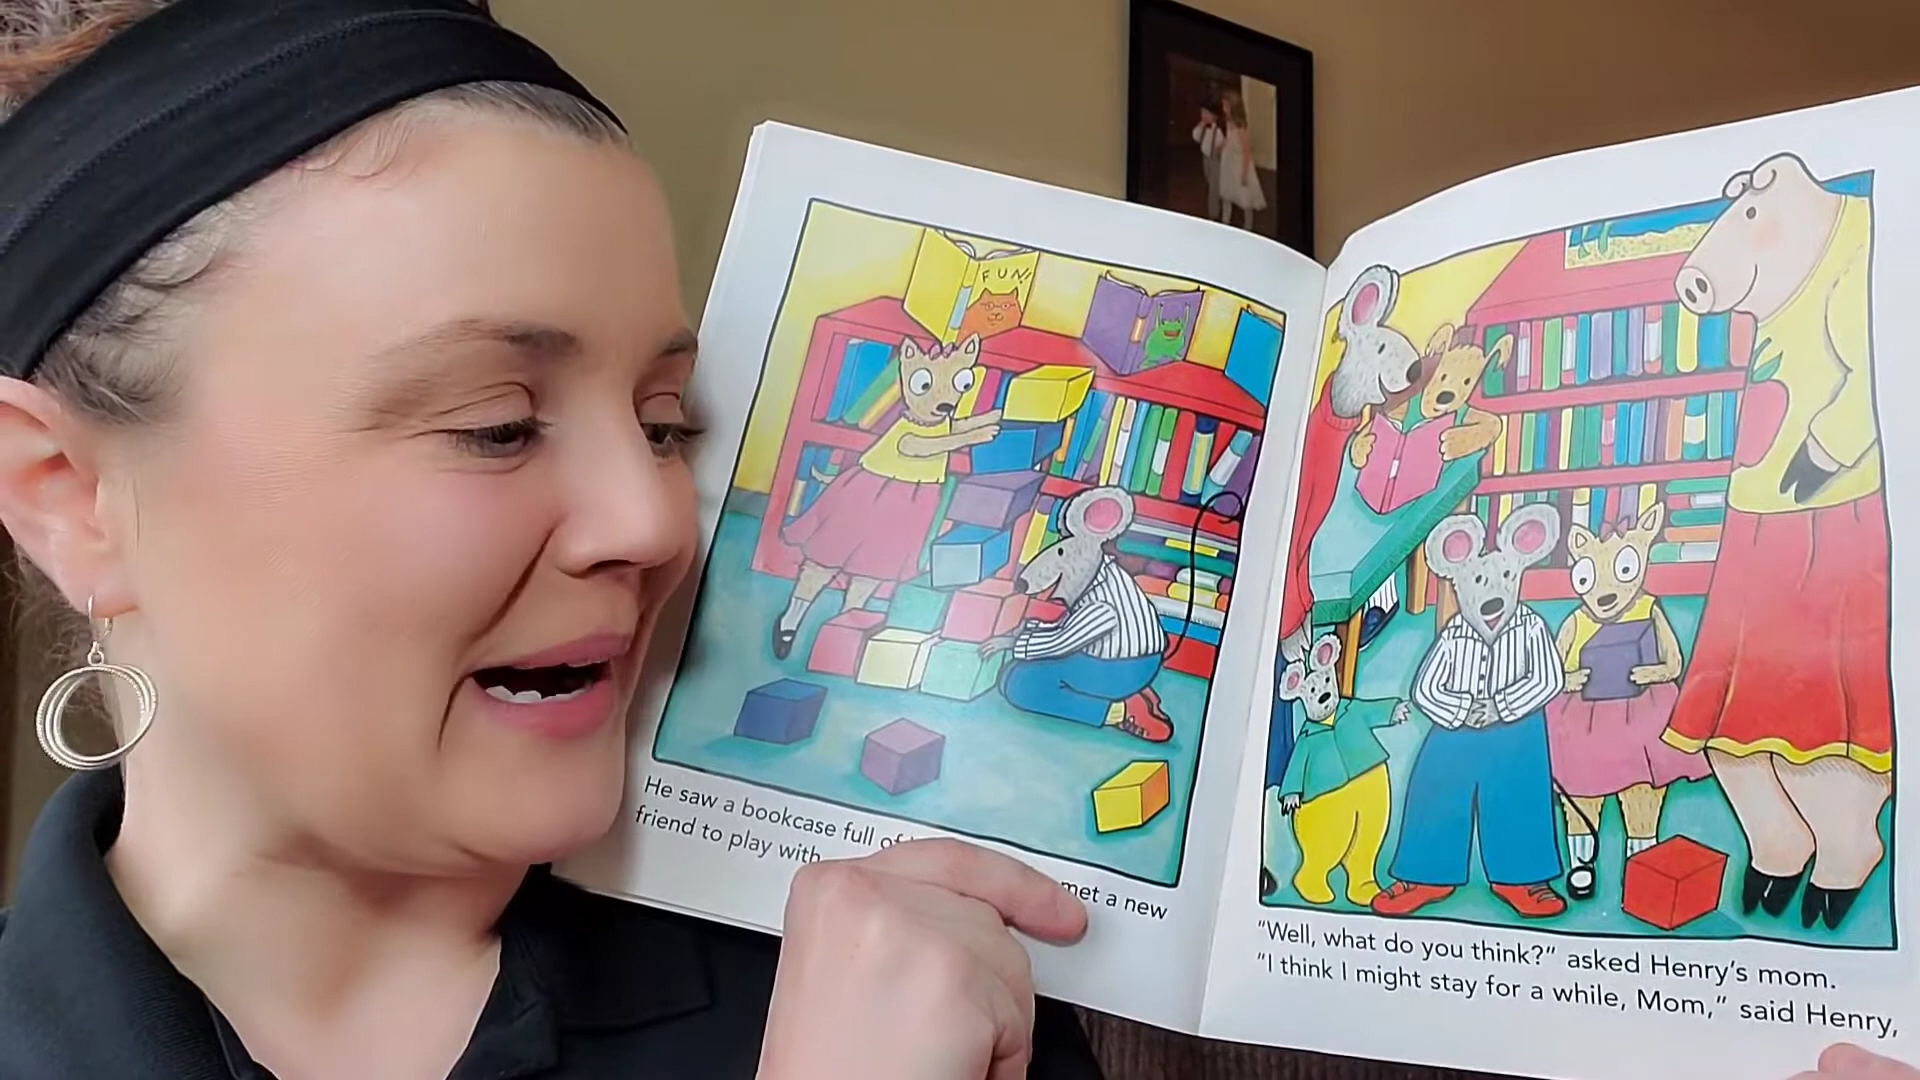 FUN!
He saw a bookcase full of
friend to play with
met a new
"Well, what do you think?" asked Henry's mom.
"I think I might stay for a while, Mom," said Henry,